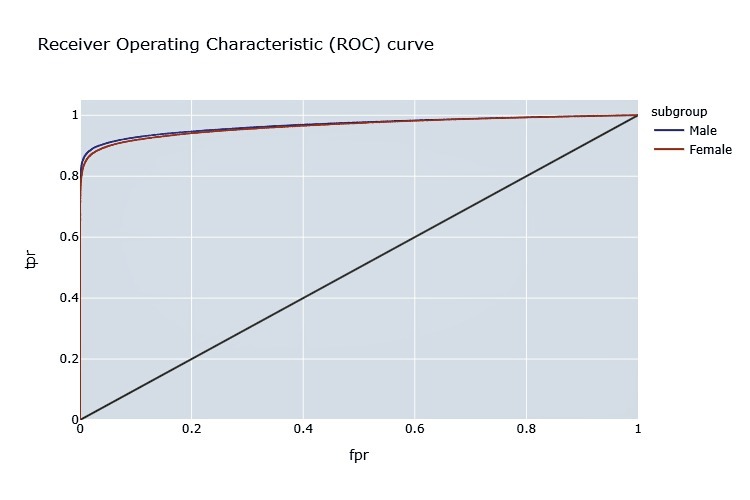 Receiver Operating Characteristic (ROC) curve
subgroup
Male
Female
1
0.8
0.6
0.4
0.2
0
tpr
0
0.2
0.4
0.6
0.8
1
fpr